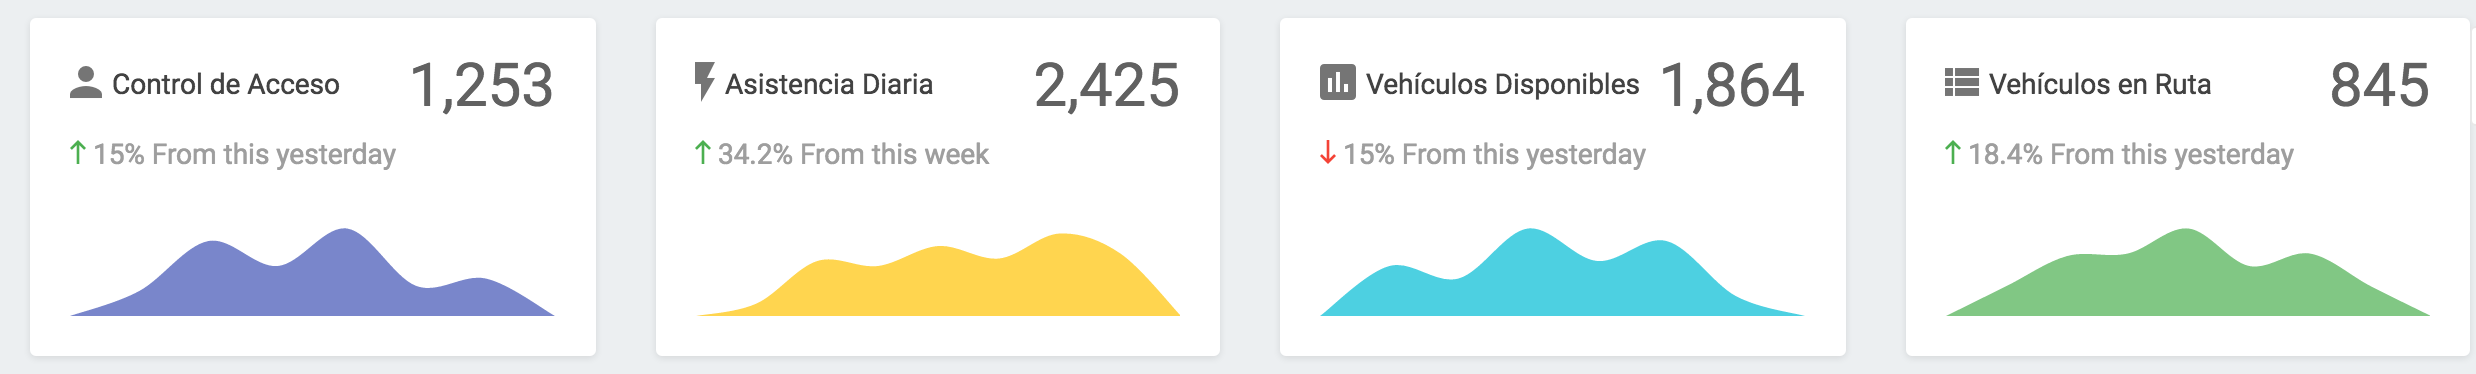 Control de Acceso 1,253
15% From this yesterday
Asistencia Diaria 2,425
34.2% From this week
Vehículos Disponibles 1,864
15% From this yesterday
Vehículos en Ruta 845
18.4% From this yesterday